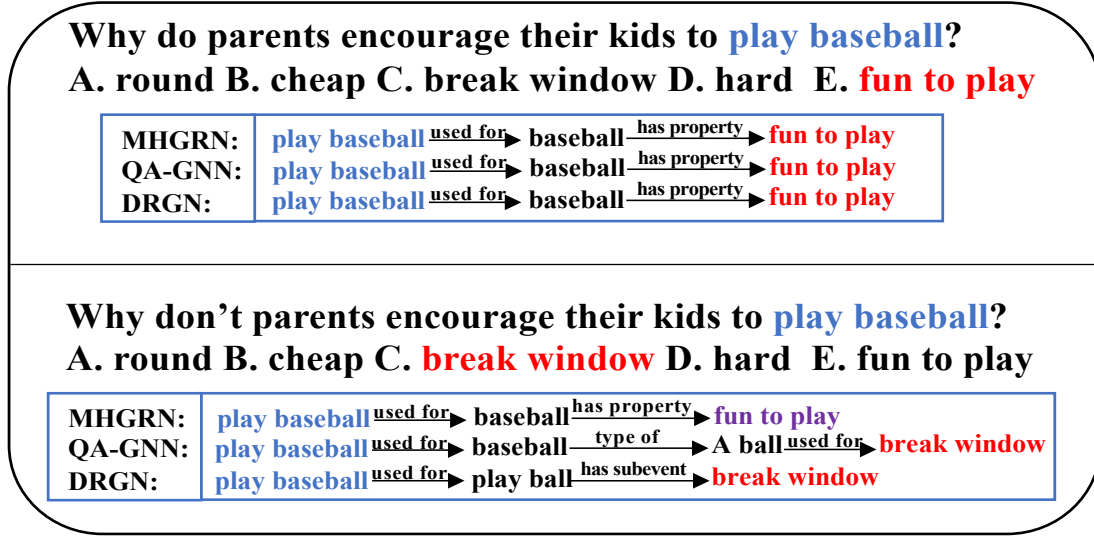 Why do parents encourage their kids to play baseball?
A. round B. cheap C. break window D. hard E. fun to play
MHGRN: play baseball used for baseball has property fun to play
QA-GNN: play baseball used for baseball has property fun to play
DRGN: play baseball used for baseball has property fun to play
Why don't parents encourage their kids to play baseball?
A. round B. cheap C. break window D. hard E. fun to play
MHGRN: play baseball used for baseball has property fun to play
QA-GNN: play baseball used for baseball type of A ball used for break window
DRGN: play baseball used for play ball has subevent break window